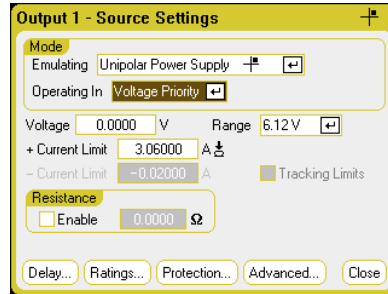 Output 1 - Source Settings
Mode
Emulating Unipolar Power Supply
Operating In Voltage Priority
Voltage 0.0000 V Range 6.12 V
+ Current Limit 3.06000 A
- Current Limit -0.02000 A Tracking Limits
Resistance
Enable 0.0000 Ω
Delay... Ratings... Protection... Advanced... Close